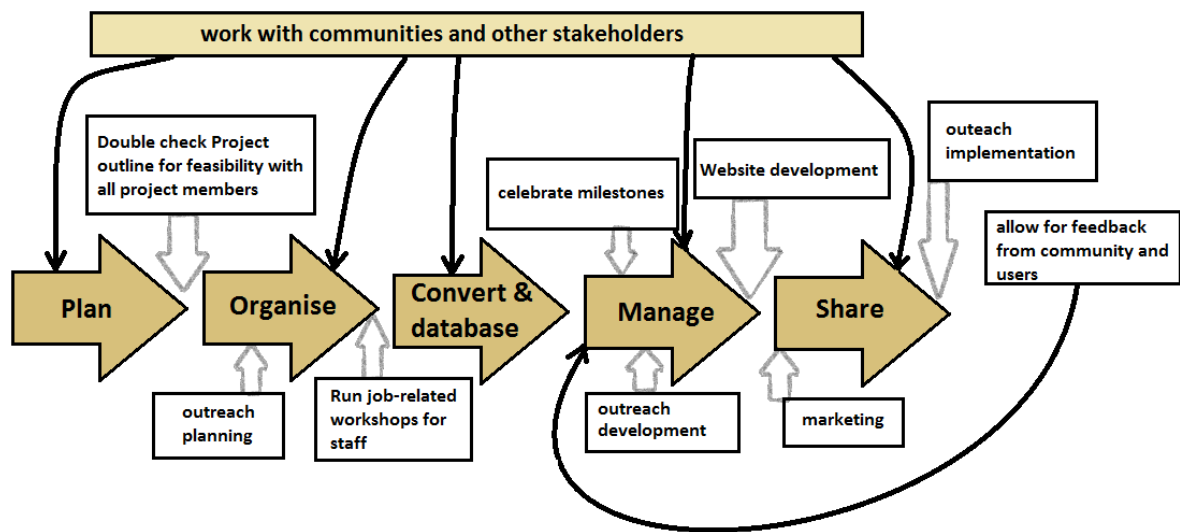 work with communities and other stakeholders
Double check Project
outline for feasibility with
all project members
celebrate milestones
Website development
outeach
implementation
allow for feedback
from community and
users
Plan
Organise
Convert &
database
Manage
Share
outreach
planning
Run job-related
workshops for
staff
outreach
development
marketing